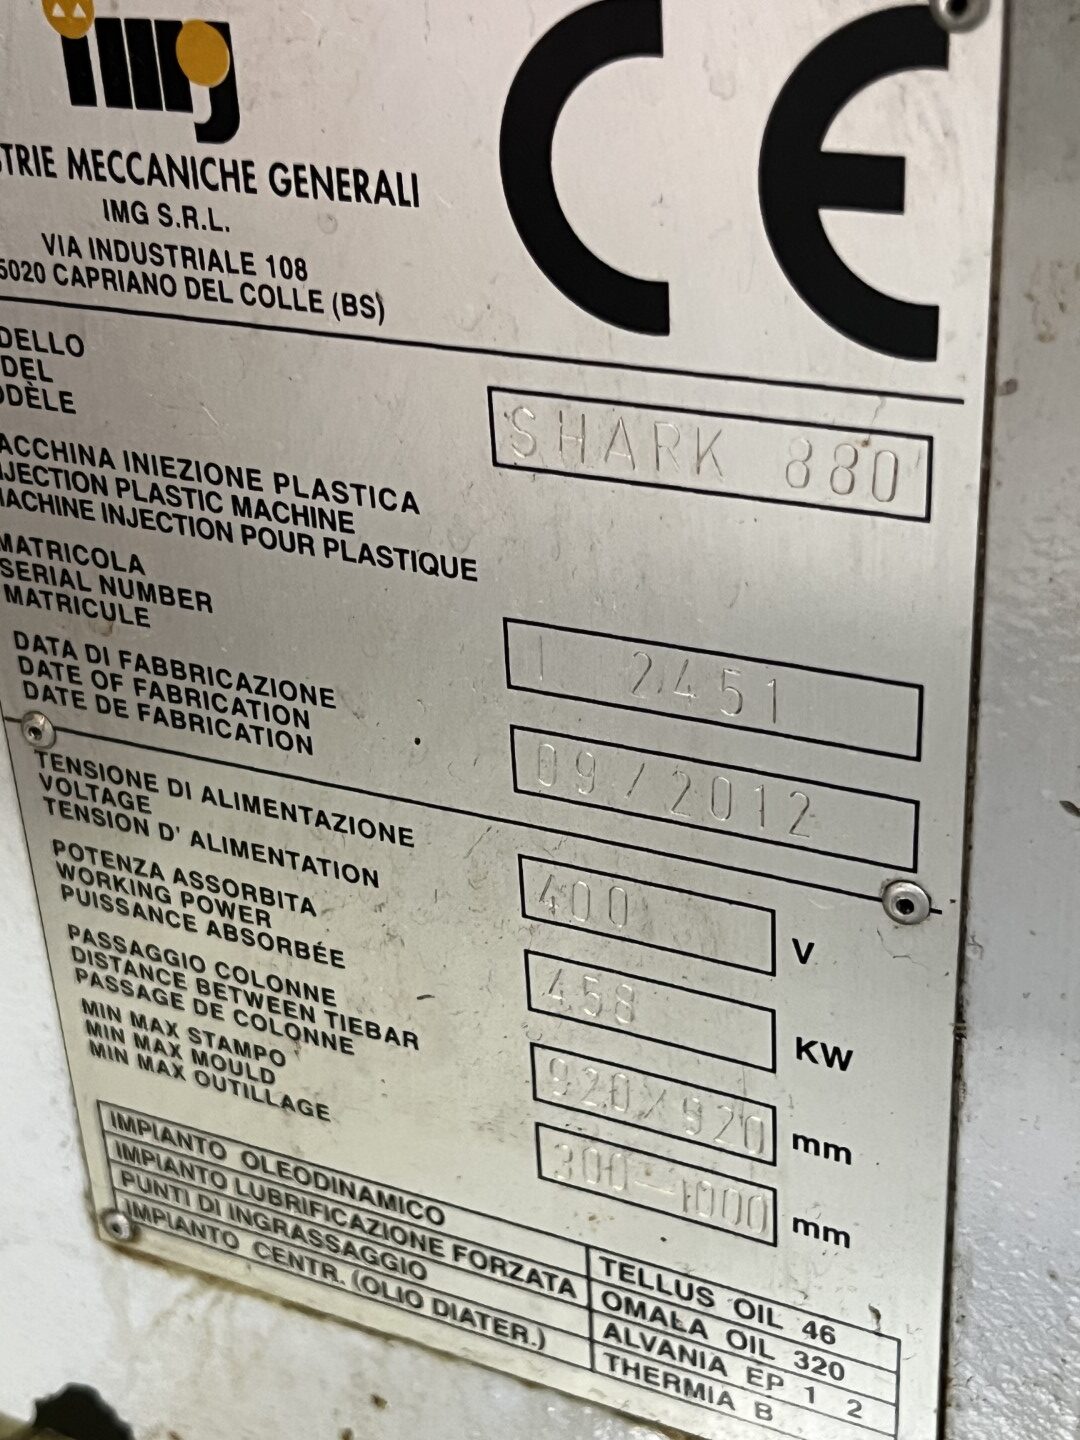 img
CE
STRIE MECCANICHE GENERALI
IMG S.R.L.
VIA INDUSTRIALE 108
5020 CAPRIANO DEL COLLE (BS)
DELLO
DEL
ODÈLE
SHARK 880
ACCHINA INIEZIONE PLASTICA
NJECTION PLASTIC MACHINE
MACHINE INJECTION POUR PLASTIQUE
MATRICOLA
SERIAL NUMBER
MATRICULE
I 2451
DATA DI FABBRICAZIONE
DATE OF FABRICATION
DATE DE FABRICATION
09/2012
TENSIONE DI ALIMENTAZIONE
VOLTAGE
TENSION D' ALIMENTATION
400 V
POTENZA ASSORBITA
WORKING POWER
PUISSANCE ABSORBÉE
458 KW
PASSAGGIO COLONNE
DISTANCE BETWEEN TIEBAR
PASSAGE DE COLONNE
920X920 mm
MIN MAX STAMPO
MIN MAX MOULD
MIN MAX OUTILLAGE
300-1000 mm
IMPIANTO OLEODINAMICO TELLUS OIL 46
IMPIANTO LUBRIFICAZIONE FORZATA OMALA OIL 320
PUNTI DI INGRASSAGGIO ALVANIA EP 1 2
IMPIANTO CENTR. (OLIO DIATER.) THERMIA B